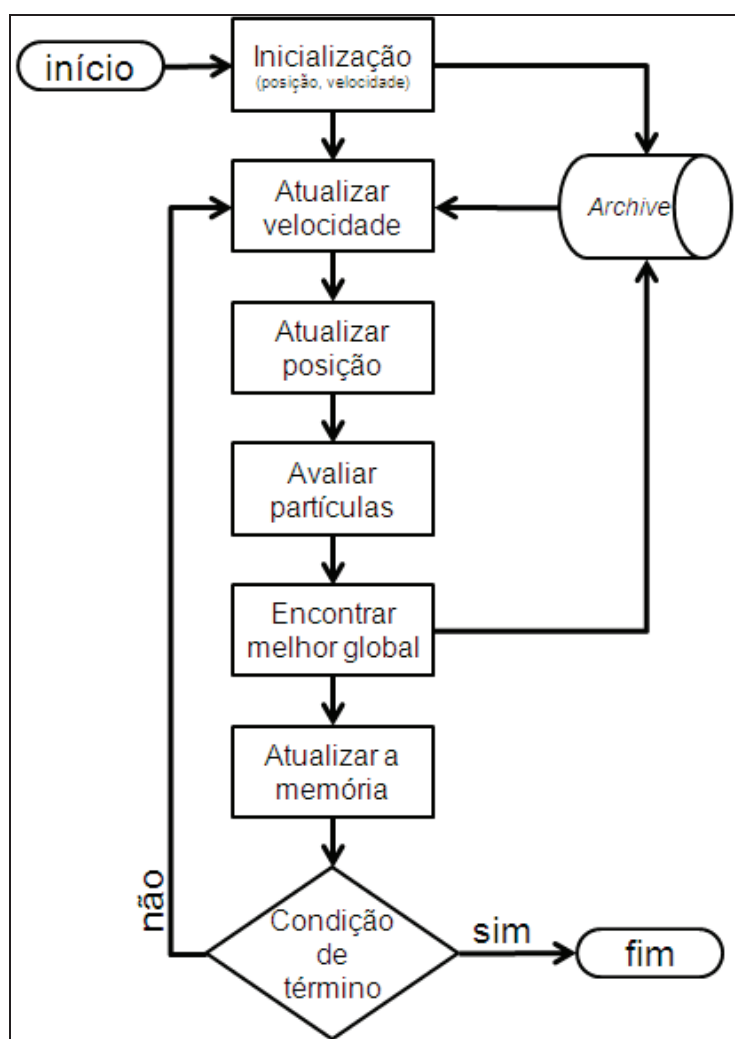 início
Inicialização
(posição, velocidade)
Atualizar
velocidade
Archive
Atualizar
posição
Avaliar
partículas
Encontrar
melhor global
Atualizar a
memória
não
Condição
de
término
sim
fim